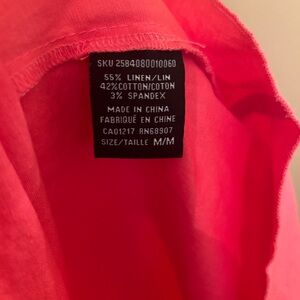 SKU 2584080010060
55% LINEN/LIN
42%COTTON/COTON
3% SPANDEX
MADE IN CHINA
FABRIQUÉ EN CHINE
CA01217 RN69907
SIZE/TAILLE M/M